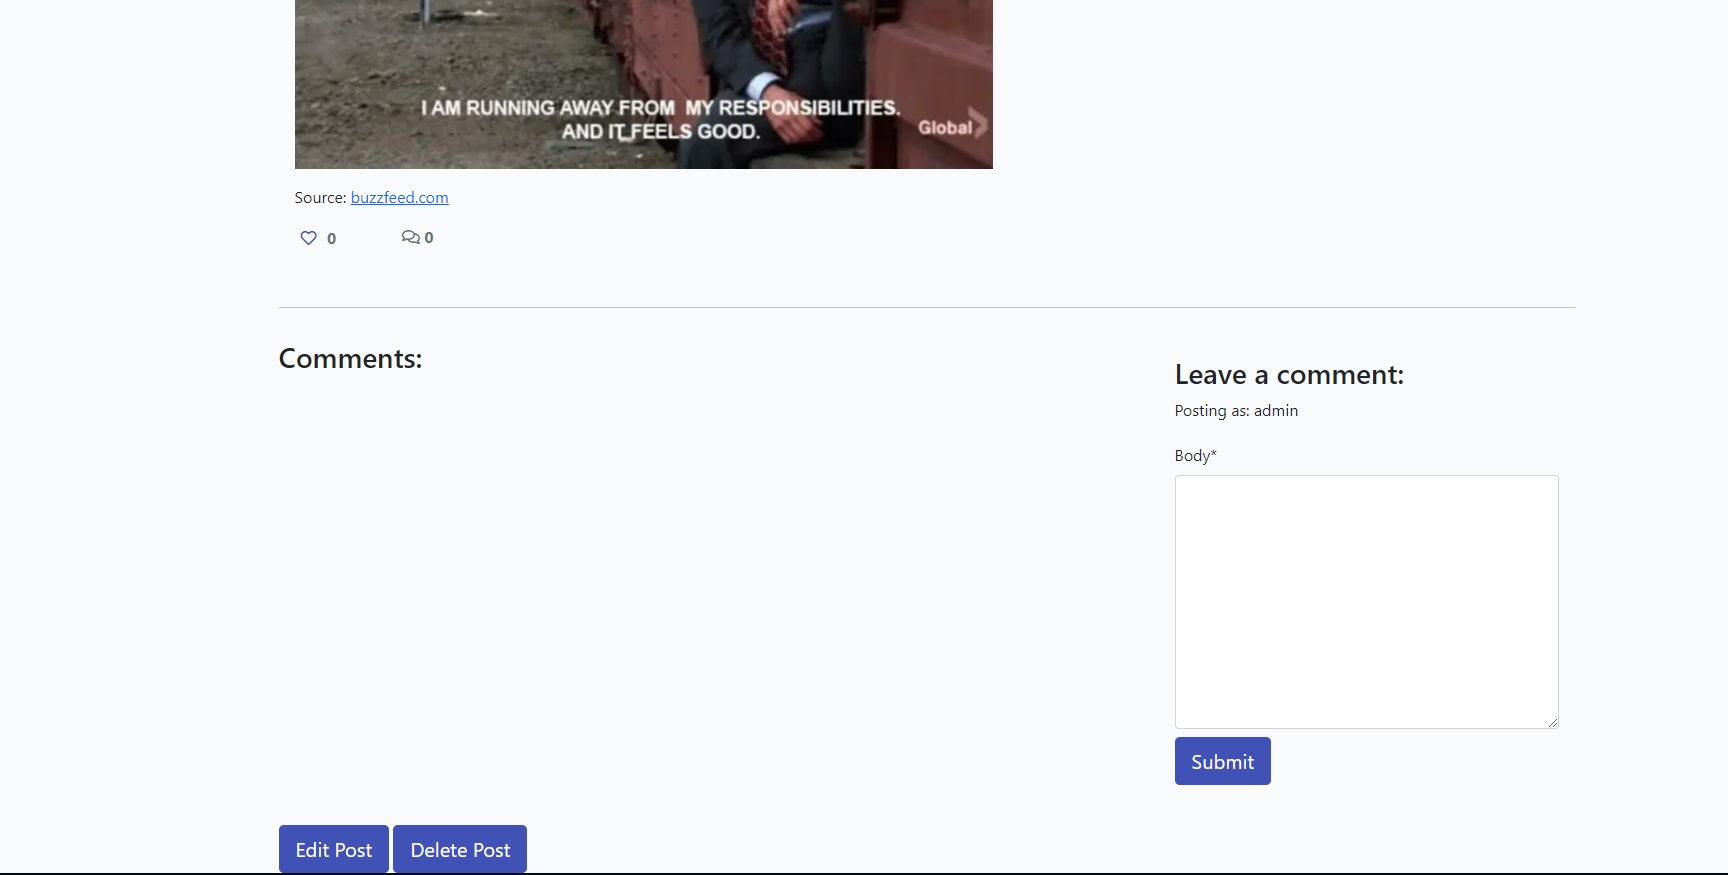 I AM RUNNING AWAY FROM MY RESPONSIBILITIES.
AND IT FEELS GOOD.
Global
Source: buzzfeed.com
0 0
Comments:
Leave a comment:
Posting as: admin
Body*
Submit
Edit Post Delete Post